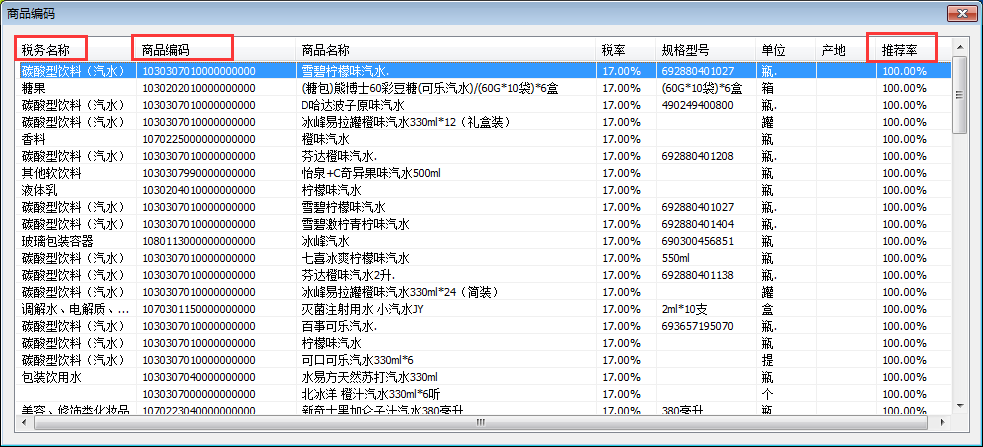 商品编码
税务名称 商品编码 商品名称 税率 规格型号 单位 产地 推荐率
碳酸型饮料（汽水） 1030307010000000000 雪碧柠檬味汽水. 17.00% 692880401027 瓶. 100.00%
糖果 1030202010000000000 (糖包)熊博士60彩豆糖(可乐汽水)/(60G*10袋)*6盒 17.00% (60G*10袋)*6盒 箱 100.00%
碳酸型饮料（汽水） 1030307010000000000 D哈达波子原味汽水 17.00% 490249400800 瓶. 100.00%
碳酸型饮料（汽水） 1030307010000000000 冰峰易拉罐橙味汽水330ml*12（礼盒装） 17.00% 罐 100.00%
香料 1070225000000000000 橙味汽水 17.00% 瓶 100.00%
碳酸型饮料（汽水） 1030307010000000000 芬达橙味汽水. 17.00% 692880401208 瓶. 100.00%
其他软饮料 1030307990000000000 怡泉+C奇异果味汽水500ml 17.00% 瓶 100.00%
液体乳 1030204010000000000 柠檬味汽水 17.00% 瓶 100.00%
碳酸型饮料（汽水） 1030307010000000000 雪碧柠檬味汽水 17.00% 692880401027 瓶. 100.00%
碳酸型饮料（汽水） 1030307010000000000 雪碧激柠青柠味汽水 17.00% 692880401404 瓶. 100.00%
玻璃包装容器 1080113000000000000 冰峰汽水 17.00% 690300456851 瓶 100.00%
碳酸型饮料（汽水） 1030307010000000000 七喜冰爽柠檬味汽水 17.00% 550ml 瓶 100.00%
碳酸型饮料（汽水） 1030307010000000000 芬达橙味汽水2升. 17.00% 692880401138 瓶. 100.00%
碳酸型饮料（汽水） 1030307010000000000 冰峰易拉罐橙味汽水330ml*24（简装） 17.00% 罐 100.00%
调解水、电解质、... 1070301150000000000 灭菌注射用水 小汽水JY 17.00% 2ml*10支 盒 100.00%
碳酸型饮料（汽水） 1030307010000000000 百事可乐汽水. 17.00% 693657195070 瓶. 100.00%
碳酸型饮料（汽水） 1030307010000000000 柠檬味汽水 17.00% 瓶 100.00%
碳酸型饮料（汽水） 1030307010000000000 可口可乐汽水330ml*6 17.00% 提 100.00%
包装饮用水 1030307040000000000 水易方天然苏打汽水330ml 17.00% 瓶 100.00%
1030307000000000000 北冰洋 橙汁汽水330ml*6听 17.00% 个 100.00%
美容、修饰类化妆品 1070223040000000000 新奇士黑加仑子汁汽水380毫升 17.00% 380毫升 瓶 100.00%